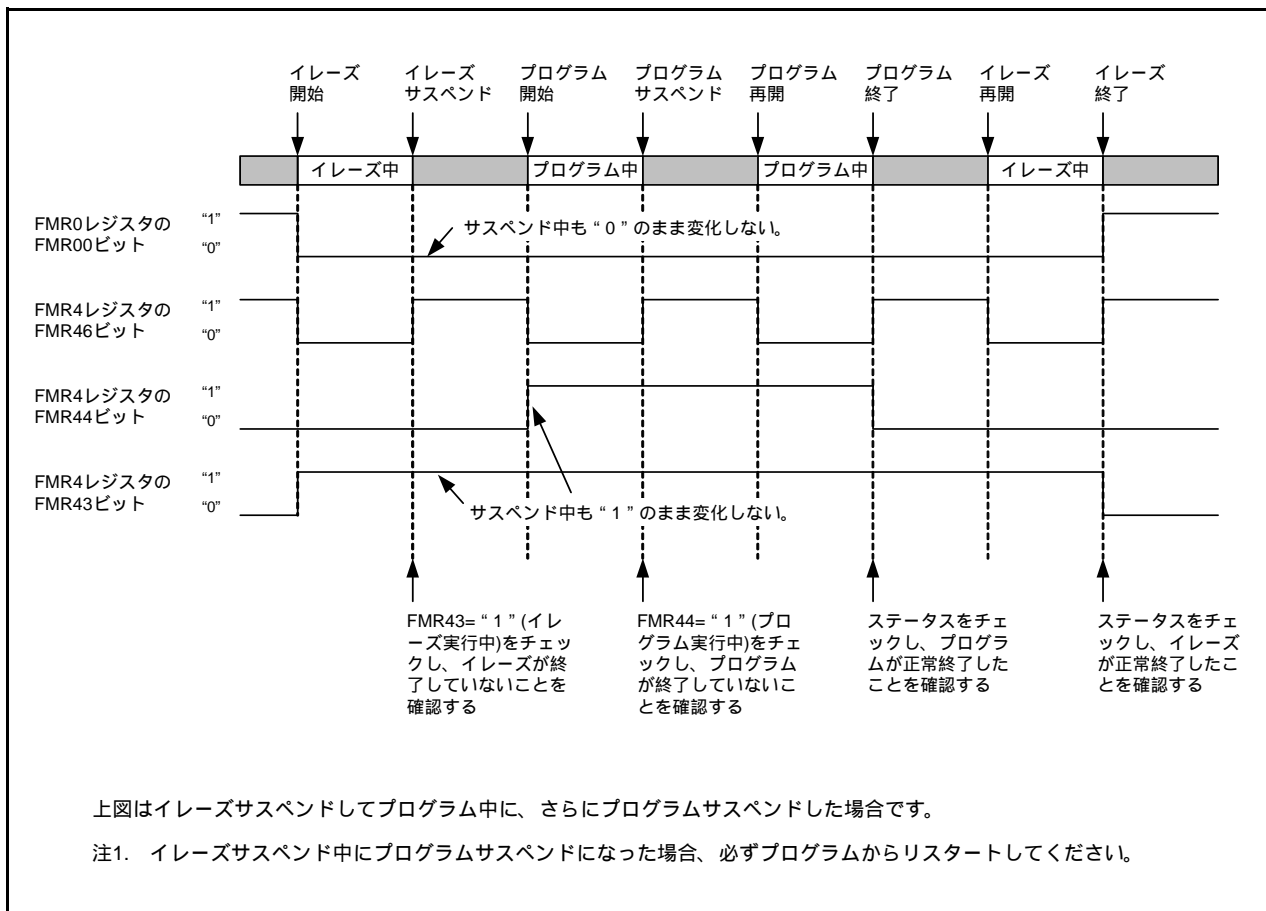 イレーズ
開始
イレーズ
サスペンド
プログラム
開始
プログラム
サスペンド
プログラム
再開
プログラム
終了
イレーズ
再開
イレーズ
終了
イレーズ中
プログラム中
プログラム中
イレーズ中
FMR0レジスタの
FMR00ビット
“1”
“0”
サスペンド中も“0”のまま変化しない。
FMR4レジスタの
FMR46ビット
“1”
“0”
FMR4レジスタの
FMR44ビット
“1”
“0”
FMR4レジスタの
FMR43ビット
“1”
“0”
サスペンド中も“1”のまま変化しない。
FMR43=“1”(イレ
ーズ実行中)をチェッ
クし、イレーズが終
了していないことを
確認する
FMR44=“1”(プロ
グラム実行中)をチェ
ックし、プログラム
が終了していないこ
とを確認する
ステータスをチェ
ックし、プログラ
ムが正常終了した
ことを確認する
ステータスをチェ
ックし、イレーズ
が正常終了したこ
とを確認する
上図はイレーズサスペンドしてプログラム中に、さらにプログラムサスペンドした場合です。
注1. イレーズサスペンド中にプログラムサスペンドになった場合、必ずプログラムからリスタートしてください。